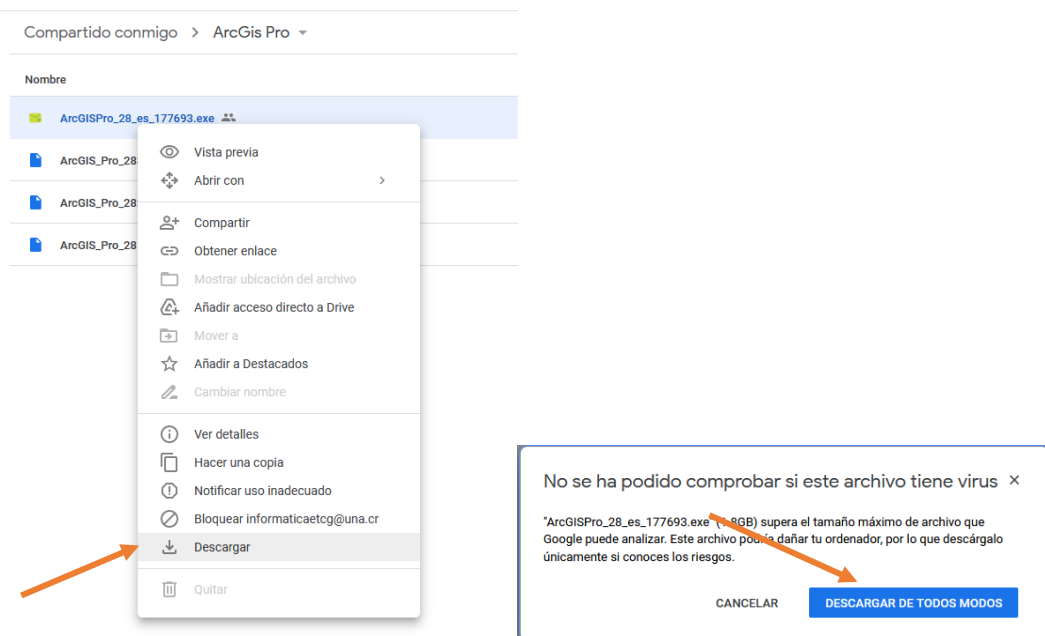 Compartido conmigo > ArcGis Pro
Nombre
ArcGISPro_28_es_177693.exe
ArcGIS_Pro_28
ArcGIS_Pro_28
ArcGIS_Pro_28
Vista previa
Abrir con
Compartir
Obtener enlace
Mostrar ubicación del archivo
Añadir acceso directo a Drive
Mover a
Añadir a Destacados
Cambiar nombre
Ver detalles
Hacer una copia
Notificar uso inadecuado
Bloquear informaticaetcg@una.cr
Descargar
Quitar
No se ha podido comprobar si este archivo tiene virus
"ArcGISPro_28_es_177693.exe" (1,8GB) supera el tamaño máximo de archivo que
Google puede analizar. Este archivo podría dañar tu ordenador, por lo que descárgalo
únicamente si conoces los riesgos.
CANCELAR
DESCARGAR DE TODOS MODOS